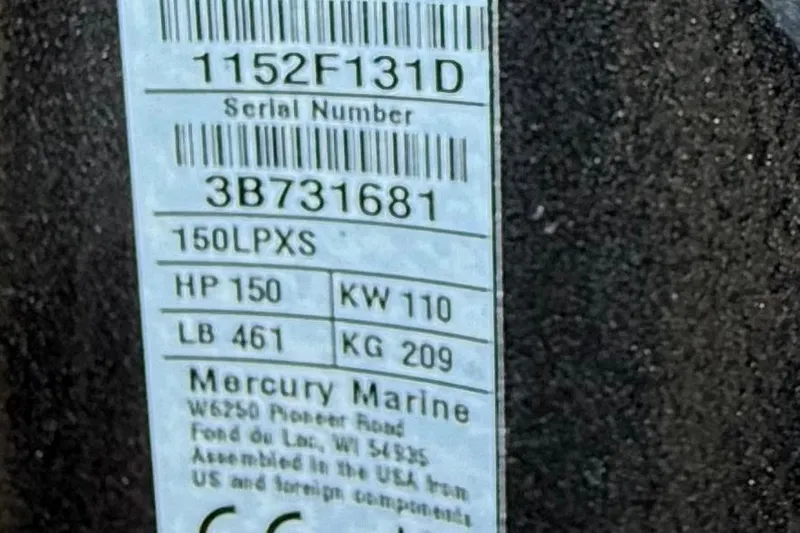 1152F131D
Serial Number
3B731681
150LPXS
HP 150 KW 110
LB 461 KG 209
Mercury Marine
W6250 Pioneer Road
Fond du Lac, WI 54935
Assembled in the USA from
US and foreign components
CE